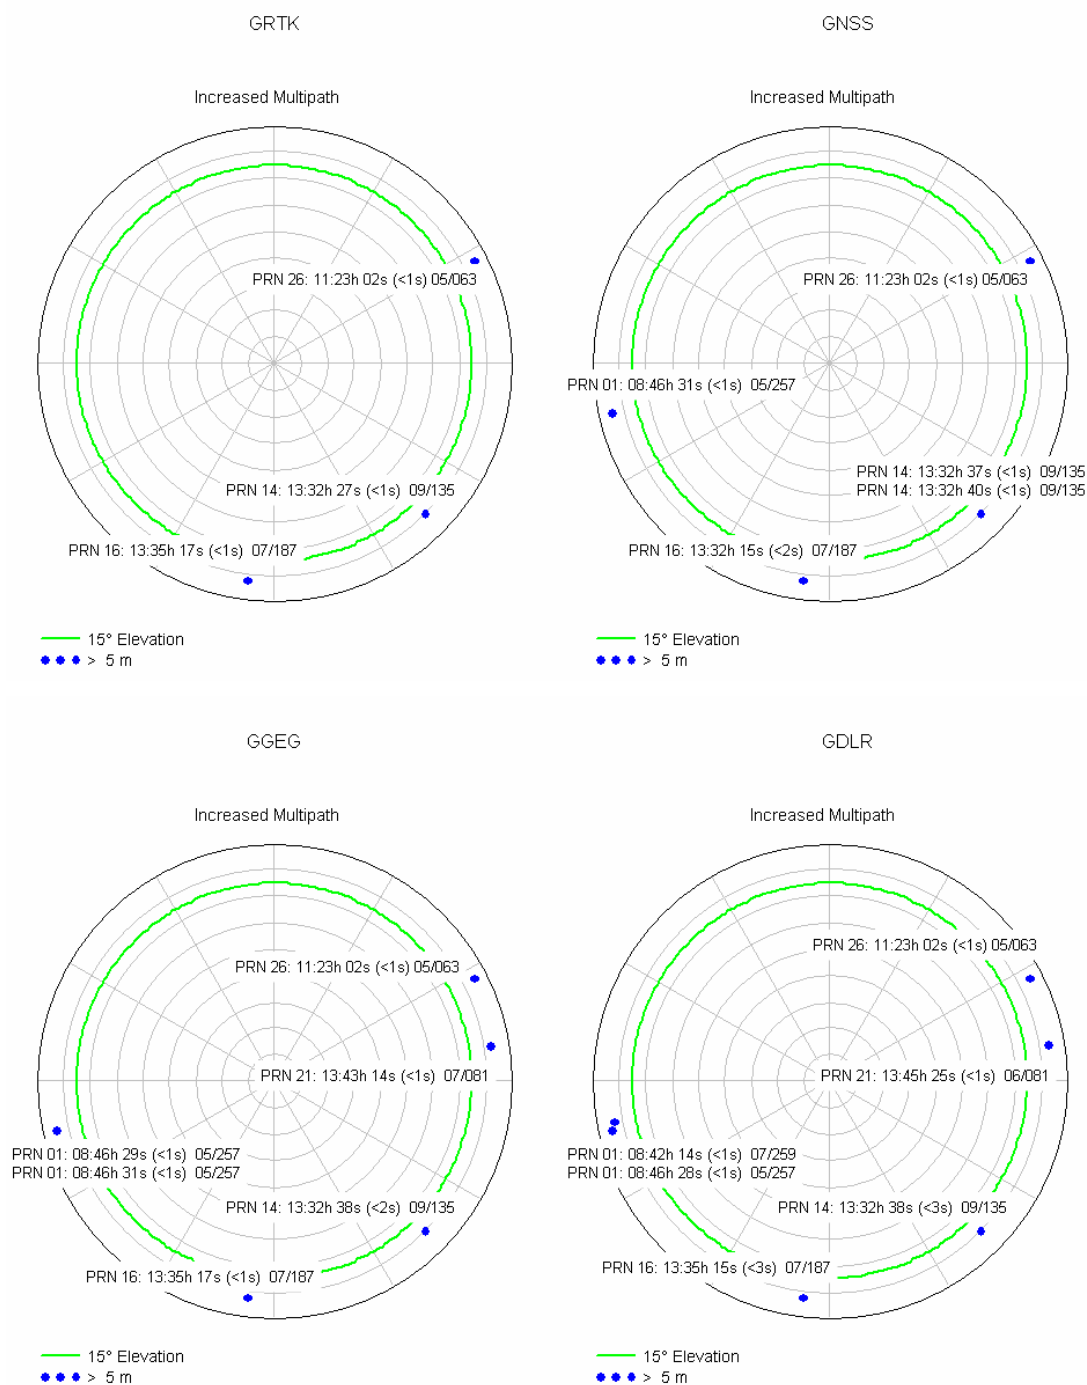 GRTK
Increased Multipath
PRN 26: 11:23h 02s (<1s) 05/063
PRN 14: 13:32h 27s (<1s) 09/135
PRN 16: 13:35h 17s (<1s) 07/187
15° Elevation
> 5 m
GNSS
Increased Multipath
PRN 26: 11:23h 02s (<1s) 05/063
PRN 01: 08:46h 31s (<1s) 05/257
PRN 14: 13:32h 37s (<1s) 09/135
PRN 14: 13:32h 40s (<1s) 09/135
PRN 16: 13:32h 15s (<2s) 07/187
15° Elevation
> 5 m
GGEG
Increased Multipath
PRN 26: 11:23h 02s (<1s) 05/063
PRN 21: 13:43h 14s (<1s) 07/081
PRN 01: 08:46h 29s (<1s) 05/257
PRN 01: 08:46h 31s (<1s) 05/257
PRN 14: 13:32h 38s (<2s) 09/135
PRN 16: 13:35h 17s (<1s) 07/187
15° Elevation
> 5 m
GDLR
Increased Multipath
PRN 26: 11:23h 02s (<1s) 05/063
PRN 21: 13:45h 25s (<1s) 06/081
PRN 01: 08:42h 14s (<1s) 07/259
PRN 01: 08:46h 28s (<1s) 05/257
PRN 14: 13:32h 38s (<3s) 09/135
PRN 16: 13:35h 15s (<3s) 07/187
15° Elevation
> 5 m